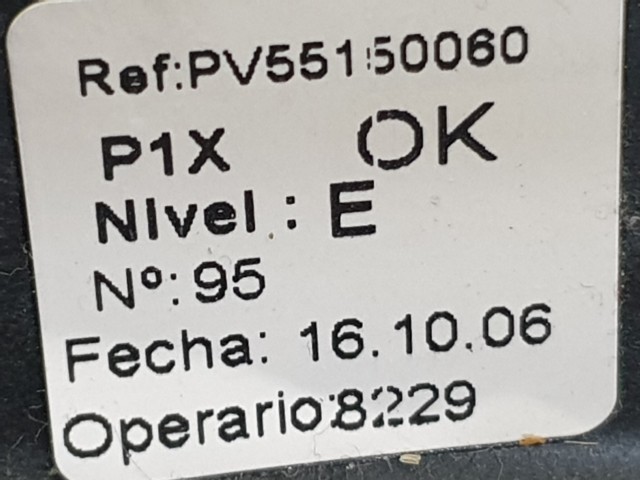 Ref:PV55150060
P1X OK
NIvel : E
Nº: 95
Fecha: 16.10.06
Operario:8229